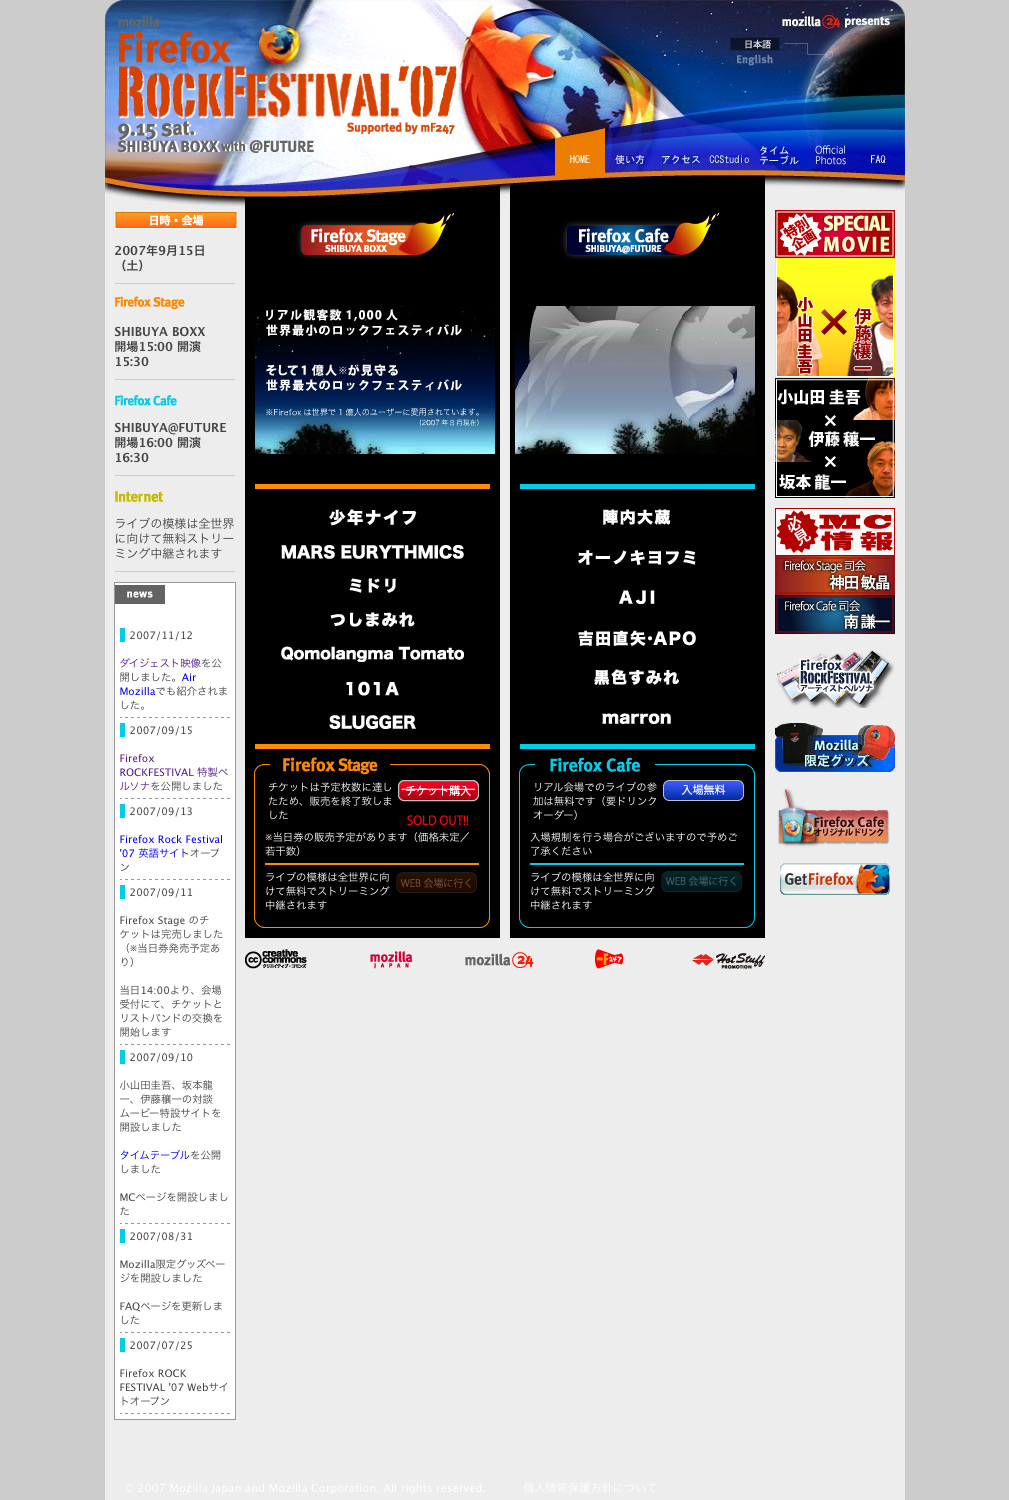 mozilla
Firefox
ROCKFESTIVAL'07
Supported by mF247
9.15 sat.
SHIBUYA BOXX with @FUTURE
mozilla24 presents
日本語
English
HOME
使い方
アクセス
CCStudio
タイム
テーブル
Official
Photos
FAQ
日時・会場
2007年9月15日
（土）
Firefox Stage
SHIBUYA BOXX
開場15:00 開演
15:30
Firefox Cafe
SHIBUYA@FUTURE
開場16:00 開演
16:30
Internet
ライブの模様は全世界
に向けて無料ストリー
ミング中継されます
news
2007/11/12
ダイジェスト映像を公
開しました。Air
Mozillaでも紹介されま
した。
2007/09/15
Firefox
ROCKFESTIVAL 特製ペ
ルソナを公開しました
2007/09/13
Firefox Rock Festival
'07 英語サイトオープ
ン
2007/09/11
Firefox Stage のチ
ケットは完売しました
（※当日券発売予定あ
り）
当日14:00より、会場
受付にて、チケットと
リストバンドの交換を
開始します
2007/09/10
小山田圭吾、坂本龍
一、伊藤穰一の対談
ムービー特設サイトを
開設しました
タイムテーブルを公開
しました
MCページを開設しまし
た
2007/08/31
Mozilla限定グッズペー
ジを開設しました
FAQページを更新しま
した
2007/07/25
Firefox ROCK
FESTIVAL '07 Webサイ
トオープン
Firefox Stage
SHIBUYA BOXX
リアル観客数 1,000 人
世界最小のロックフェスティバル
そして 1 億人※が見守る
世界最大のロックフェスティバル
※Firefox は世界で 1 億人のユーザーに愛用されています。
（2007 年 8 月現在）
少年ナイフ
MARS EURYTHMICS
ミドリ
つしまみれ
Qomolangma Tomato
101A
SLUGGER
Firefox Stage
チケットは予定枚数に達し
たため、販売を終了致しま
した
チケット購入
SOLD OUT!!
※当日券の販売予定があります（価格未定／
若干数）
ライブの模様は全世界に向
けて無料でストリーミング
中継されます
WEB 会場に行く
Firefox Cafe
SHIBUYA@FUTURE
陣内大蔵
オーノキヨフミ
AJI
吉田直矢・APO
黒色すみれ
marron
Firefox Cafe
リアル会場でのライブの参
加は無料です（要ドリンク
オーダー）
入場無料
入場規制を行う場合がございますので予めご
了承ください
ライブの模様は全世界に向
けて無料でストリーミング
中継されます
WEB 会場に行く
特別企画
SPECIAL
MOVIE
小山田圭吾
×
伊藤穰一
小山田 圭吾
×
伊藤 穰一
×
坂本 龍一
必見
MC
情報
Firefox Stage 司会
神田敏晶
Firefox Cafe 司会
南 謙一
Firefox
ROCKFESTIVAL
アーティストペルソナ
Mozilla
限定グッズ
Firefox Cafe
オリジナルドリンク
GetFirefox
cc creative commons
クリエイティブ・コモンズ
mozilla
JAPAN
mozilla24
mF247
Hot Stuff
PROMOTION
© 2007 Mozilla Japan and Mozilla Corporation. All rights reserved.
個人情報保護方針について